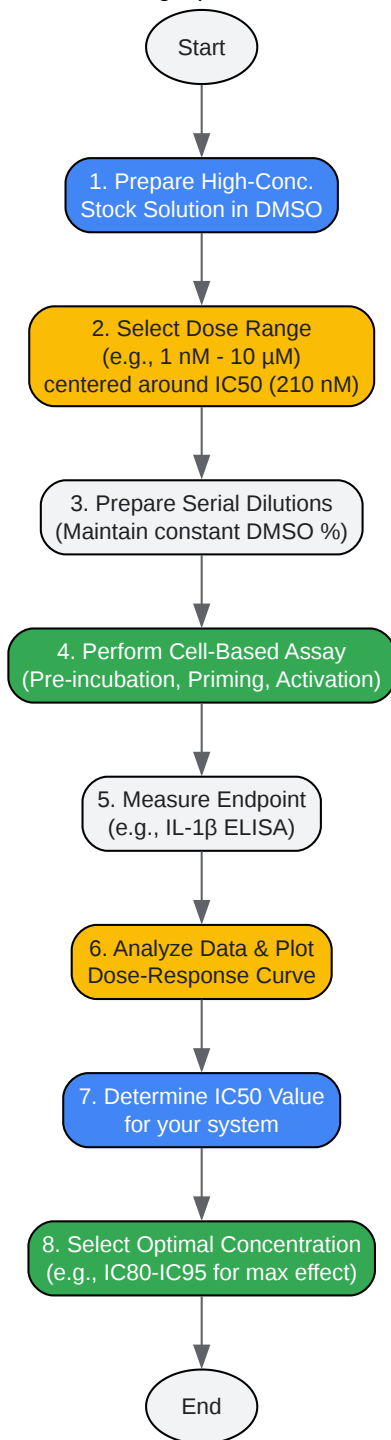 Start
1. Prepare High-Conc.
Stock Solution in DMSO
2. Select Dose Range
(e.g., 1 nM - 10 µM)
centered around IC50 (210 nM)
3. Prepare Serial Dilutions
(Maintain constant DMSO %)
4. Perform Cell-Based Assay
(Pre-incubation, Priming, Activation)
5. Measure Endpoint
(e.g., IL-1β ELISA)
6. Analyze Data & Plot
Dose-Response Curve
7. Determine IC50 Value
for your system
8. Select Optimal Concentration
(e.g., IC80-IC95 for max effect)
End